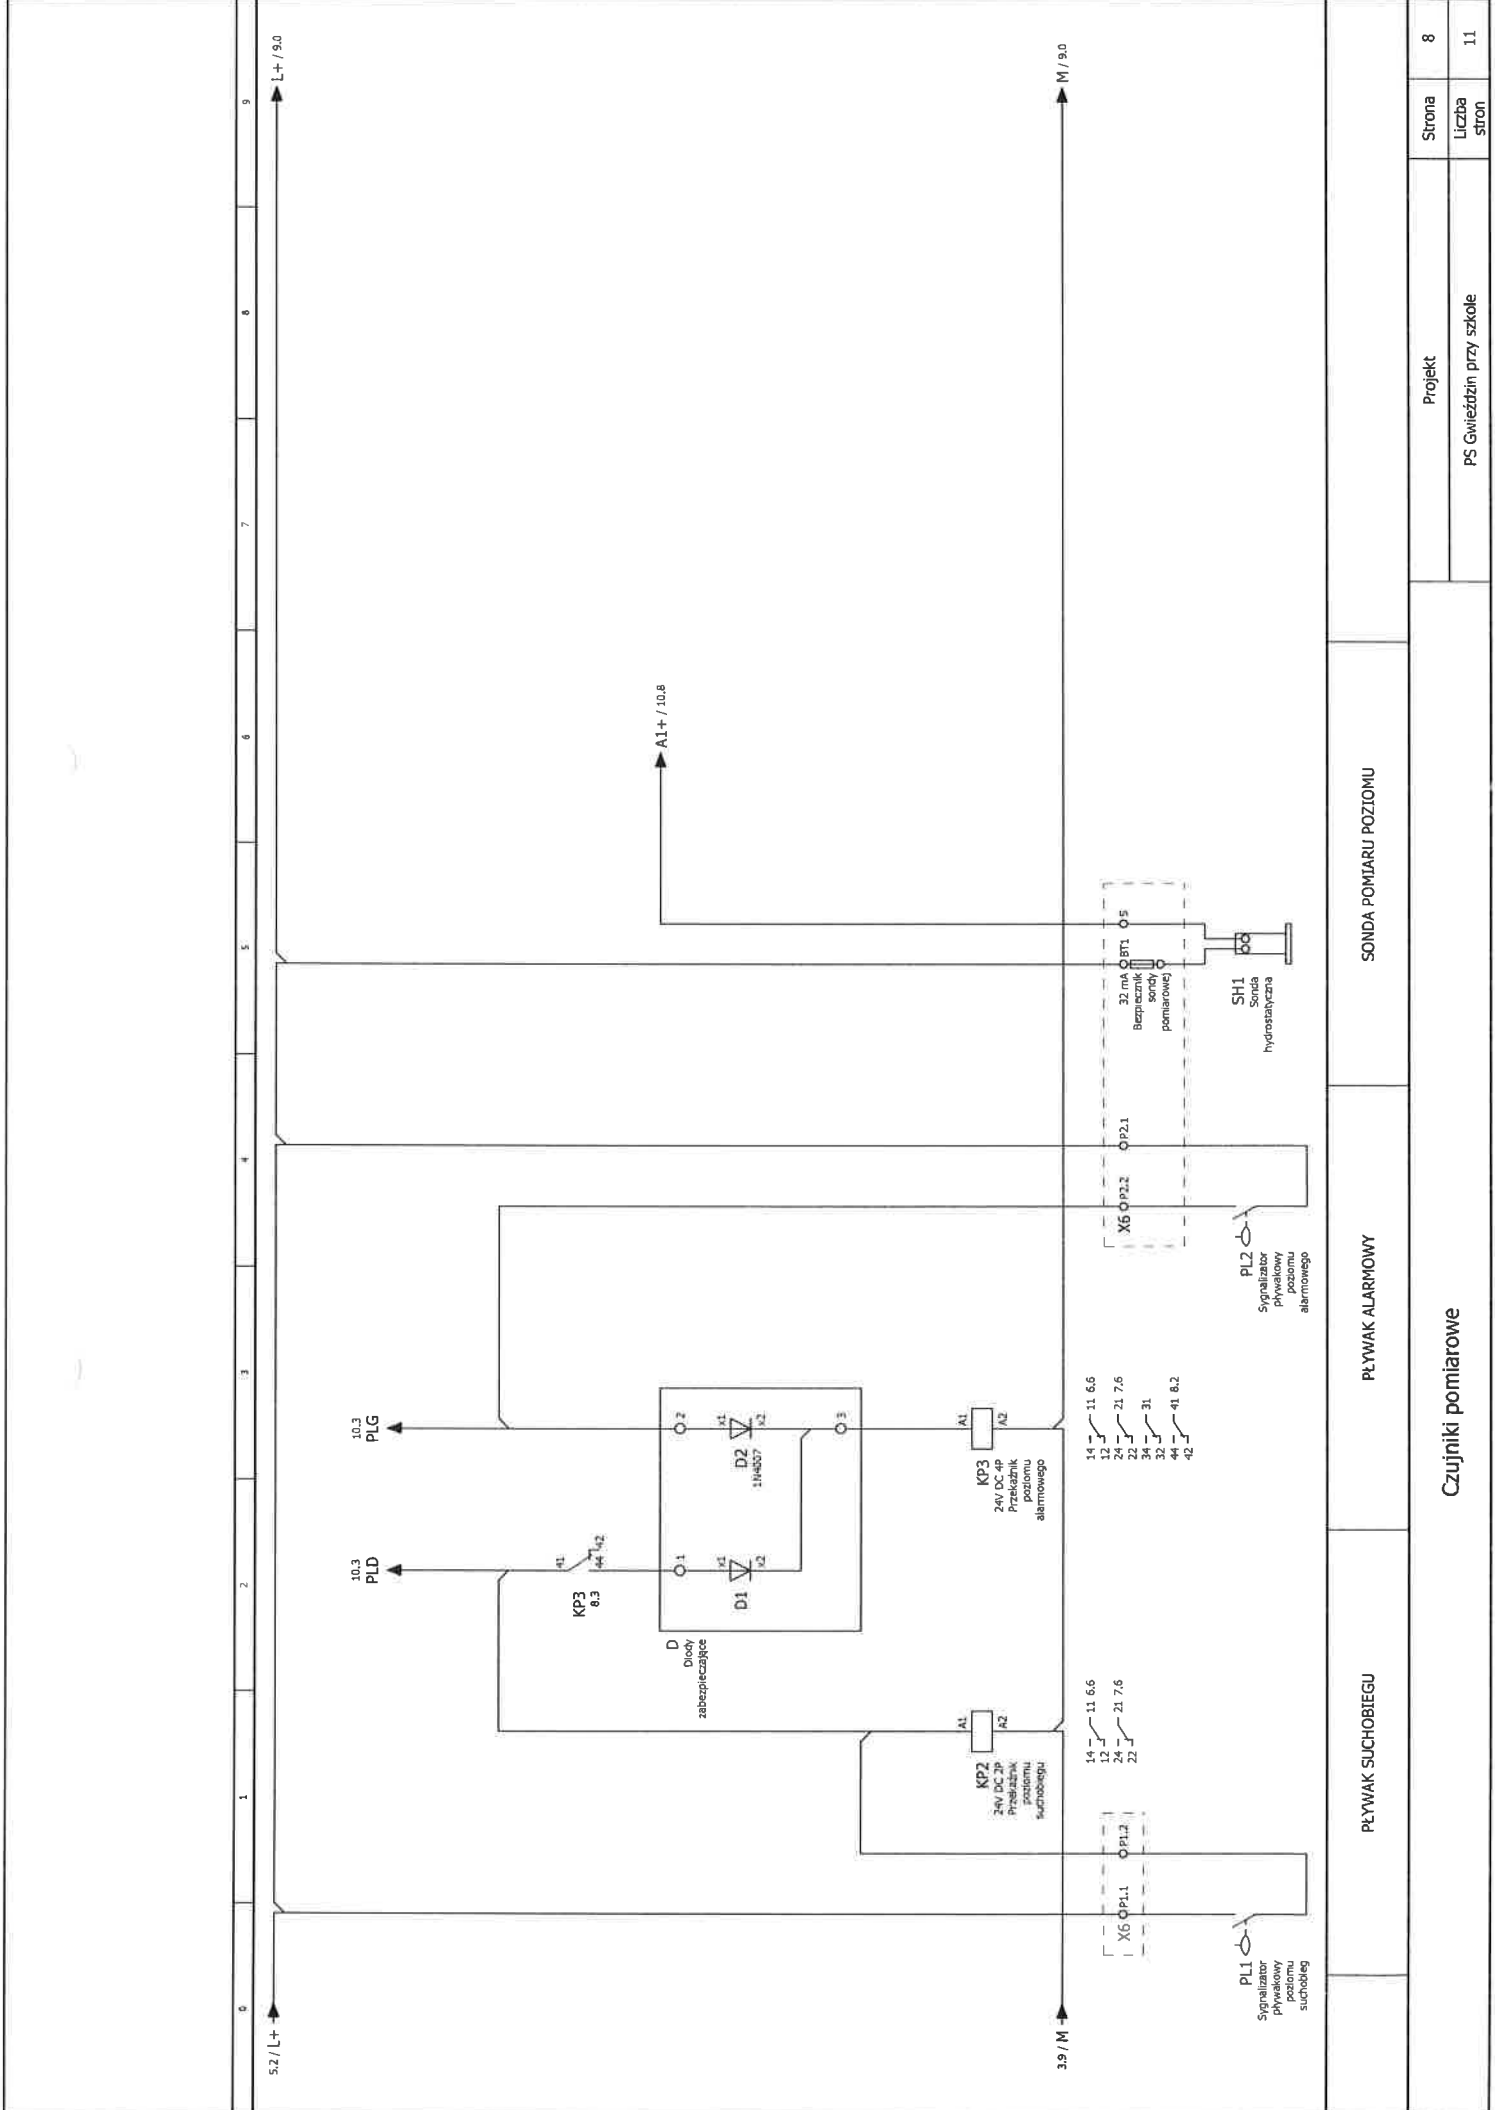 0
1
2
3
4
5
6
7
8
9
5.2 / L+
L+ / 9.0
10.3
PLD
10.3
PLG
KP3
8.3
41
44
42
D
Diody
zabezpieczające
1
2
x1
x2
D1
x1
x2
D2
1N4007
3
A1+ / 10.8
KP2
24V DC 2P
Przekaźnik
poziomu
suchobiegu
A1
A2
KP3
24V DC 4P
Przekaźnik
poziomu
alarmowego
A1
A2
3.9 / M
M / 9.0
14
12
11 6.6
24
22
21 7.6
14
12
11 6.6
24
22
21 7.6
34
32
31
44
42
41 8.2
X6
P1.1
P1.2
X6
P2.2
P2.1
32 mA
Bezpiecznik
sondy
pomiarowej
BT1
5
PL1
Sygnalizator
pływakowy
poziomu
suchobieg
PL2
Sygnalizator
pływakowy
poziomu
alarmowego
SH1
Sonda
hydrostatyczna
PŁYWAK SUCHOBIEGU
PŁYWAK ALARMOWY
SONDA POMIARU POZIOMU
Czujniki pomiarowe
Projekt
PS Gwieździn przy szkole
Strona
8
Liczba
stron
11